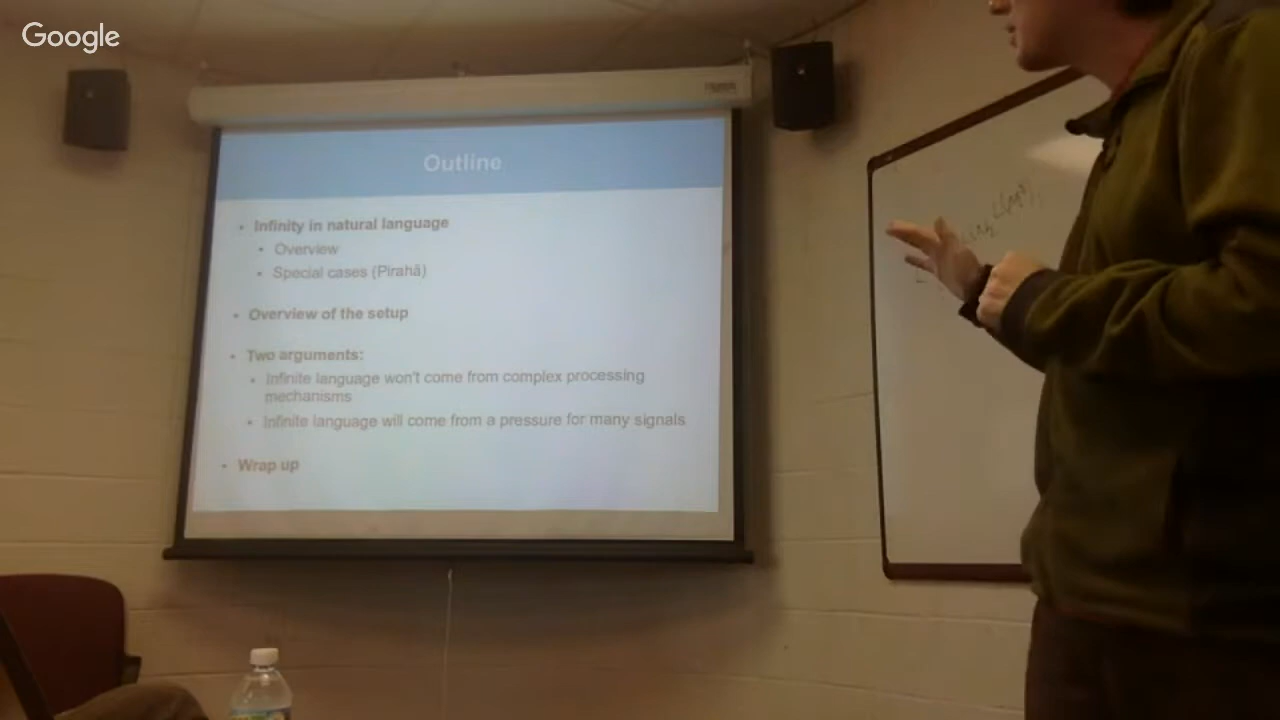 Google
Outline
• Infinity in natural language
• Overview
• Special cases (Pirahã)
• Overview of the setup
• Two arguments:
• Infinite language won't come from complex processing
mechanisms
• Infinite language will come from a pressure for many signals
• Wrap up